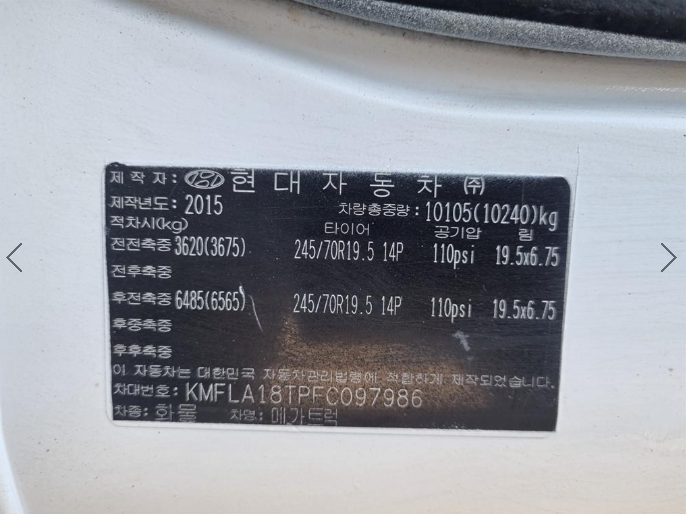 제 작 자: 현 대 자 동 차 ㈜
제작년도: 2015 차량총중량: 10105(10240)kg
적차시(kg) 타이어 공기압 림
전전축중 3620(3675) 245/70R19.5 14P 110psi 19.5x6.75
전후축중
후전축중 6485(6565) 245/70R19.5 14P 110psi 19.5x6.75
후중축중
후후축중
이 자동차는 대한민국 자동차관리법령에 적합하게 제작되었습니다.
차대번호: KMFLA18TPFC097986
차종: 화물 차명: 메가트럭